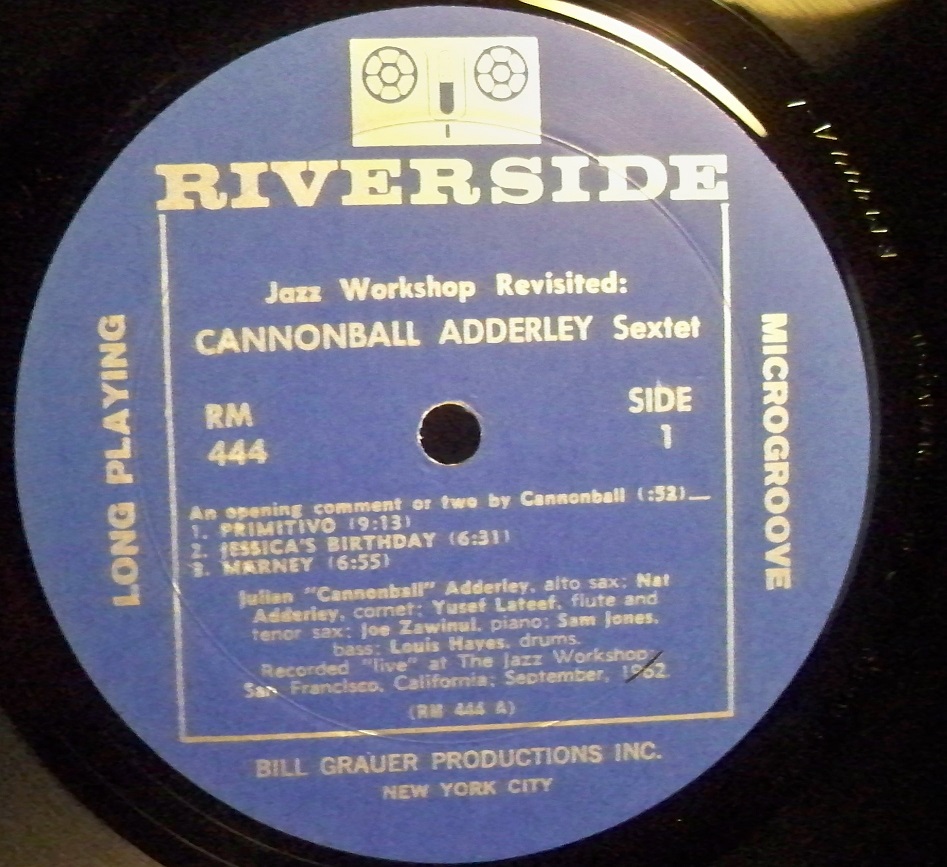 RIVERSIDE
Jazz Workshop Revisited:
CANNONBALL ADDERLEY Sextet
LONG PLAYING
MICROGROOVE
RM
444
SIDE
1
An opening comment or two by Cannonball (:52)—
1. PRIMITIVO (9:13)
2. JESSICA'S BIRTHDAY (6:31)
3. MARNEY (6:55)
Julian "Cannonball" Adderley, alto sax; Nat
Adderley, cornet; Yusef Lateef, flute and
tenor sax; Joe Zawinul, piano; Sam Jones,
bass; Louis Hayes, drums.
Recorded "live" at The Jazz Workshop;
San Francisco, California; September, 1962.
(RM 444 A)
BILL GRAUER PRODUCTIONS INC.
NEW YORK CITY